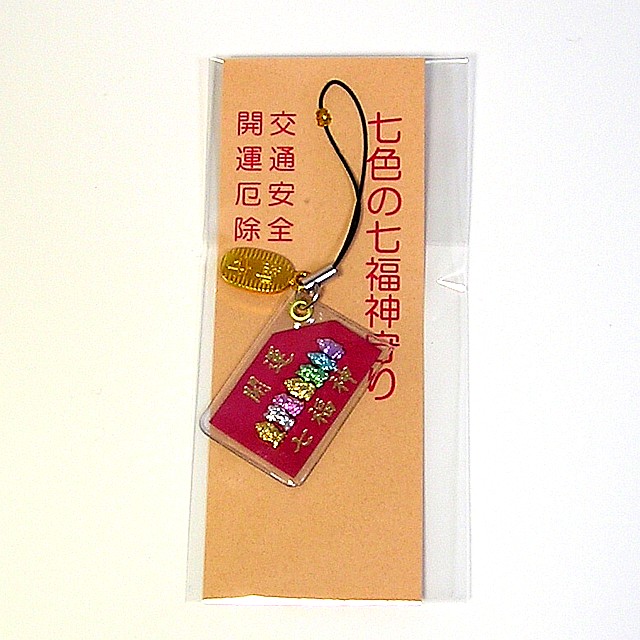 七色の七福神守り
交通安全
開運厄除
開運
七福神